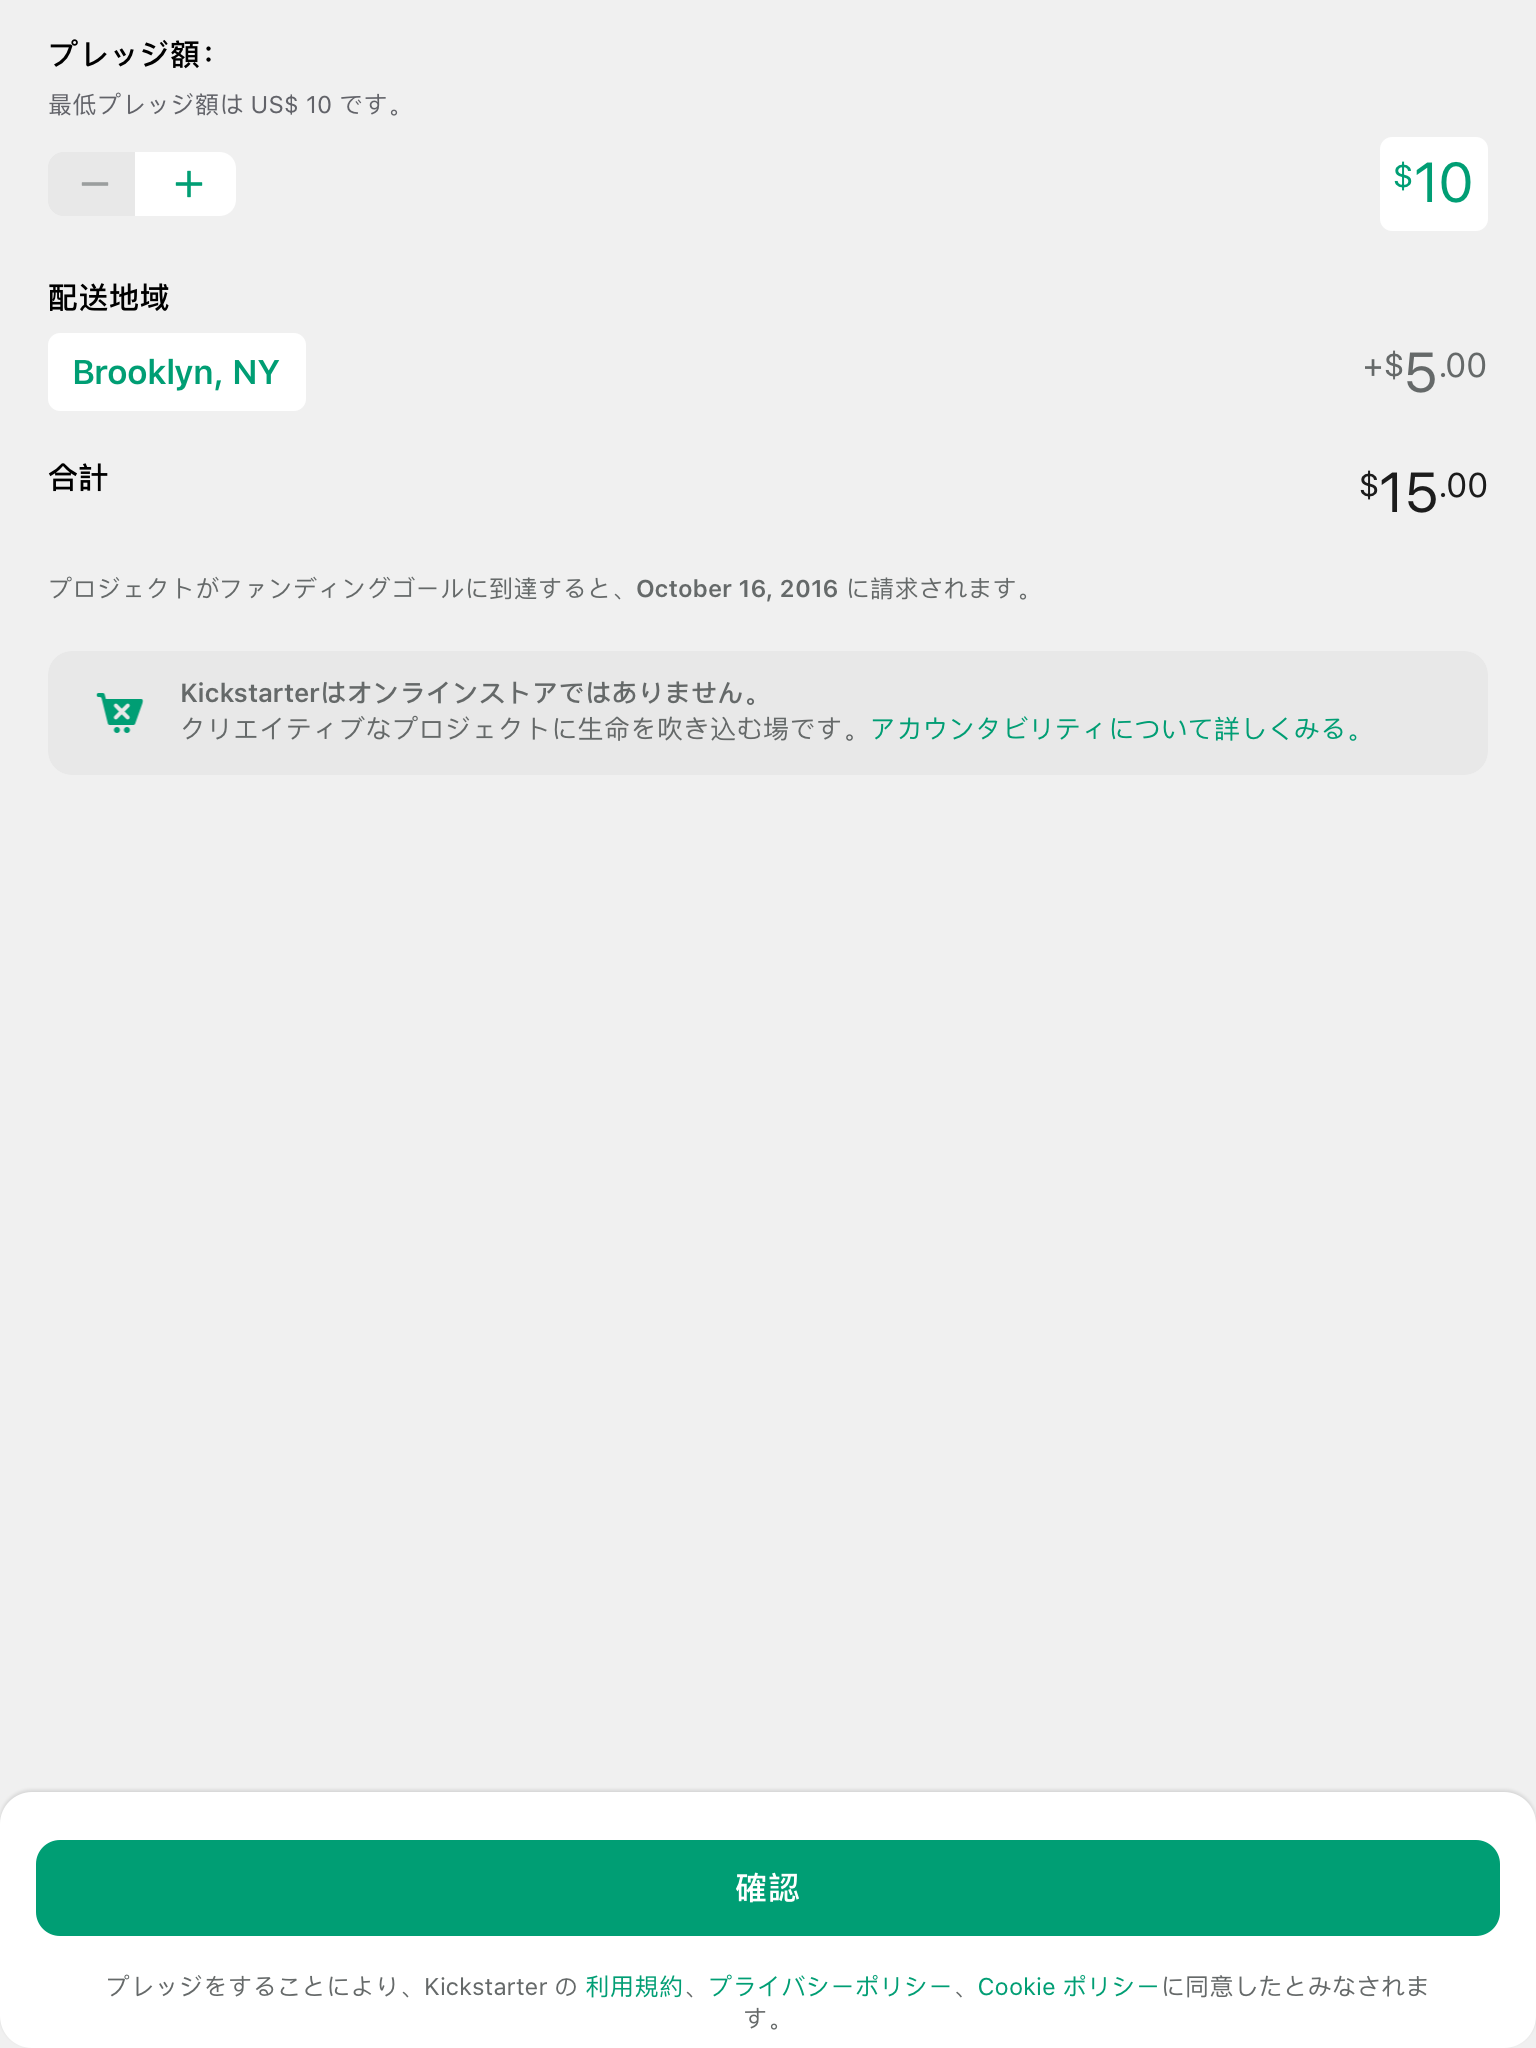 プレッジ額:
最低プレッジ額は US$ 10 です。
$10
配送地域
Brooklyn, NY
+$5.00
合計
$15.00
プロジェクトがファンディングゴールに到達すると、October 16, 2016 に請求されます。
Kickstarterはオンラインストアではありません。
クリエイティブなプロジェクトに生命を吹き込む場です。アカウンタビリティについて詳しくみる。
確認
プレッジをすることにより、Kickstarter の 利用規約、プライバシーポリシー、Cookie ポリシーに同意したとみなされま
す。